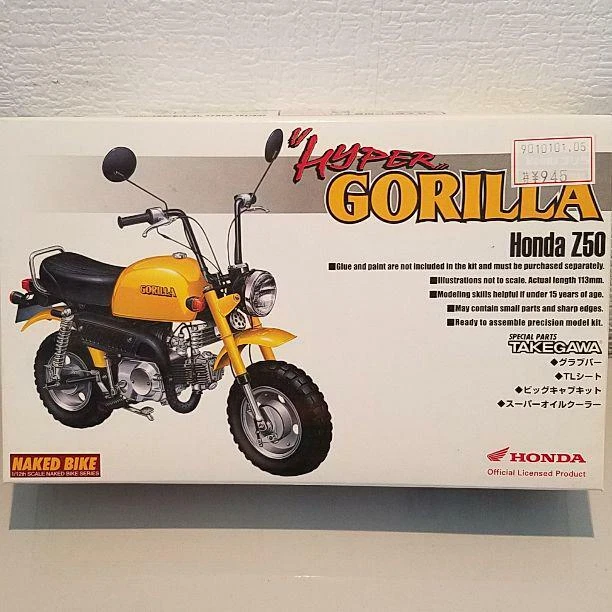 "HYPER"
GORILLA
9010101.05
¥945
Honda Z50
■Glue and paint are not included in the kit and must be purchased separately.
■Illustrations not to scale. Actual length 113mm.
■Modeling skills helpful if under 15 years of age.
■May contain small parts and sharp edges.
■Ready to assemble precision model kit.
SPECIAL PARTS
TAKEGAWA
◆グラブバー
◆TLシート
◆ビッグキャブキット
◆スーパーオイルクーラー
GORILLA
NAKED BIKE
1/12th SCALE NAKED BIKE SERIES
HONDA
Official Licensed Product